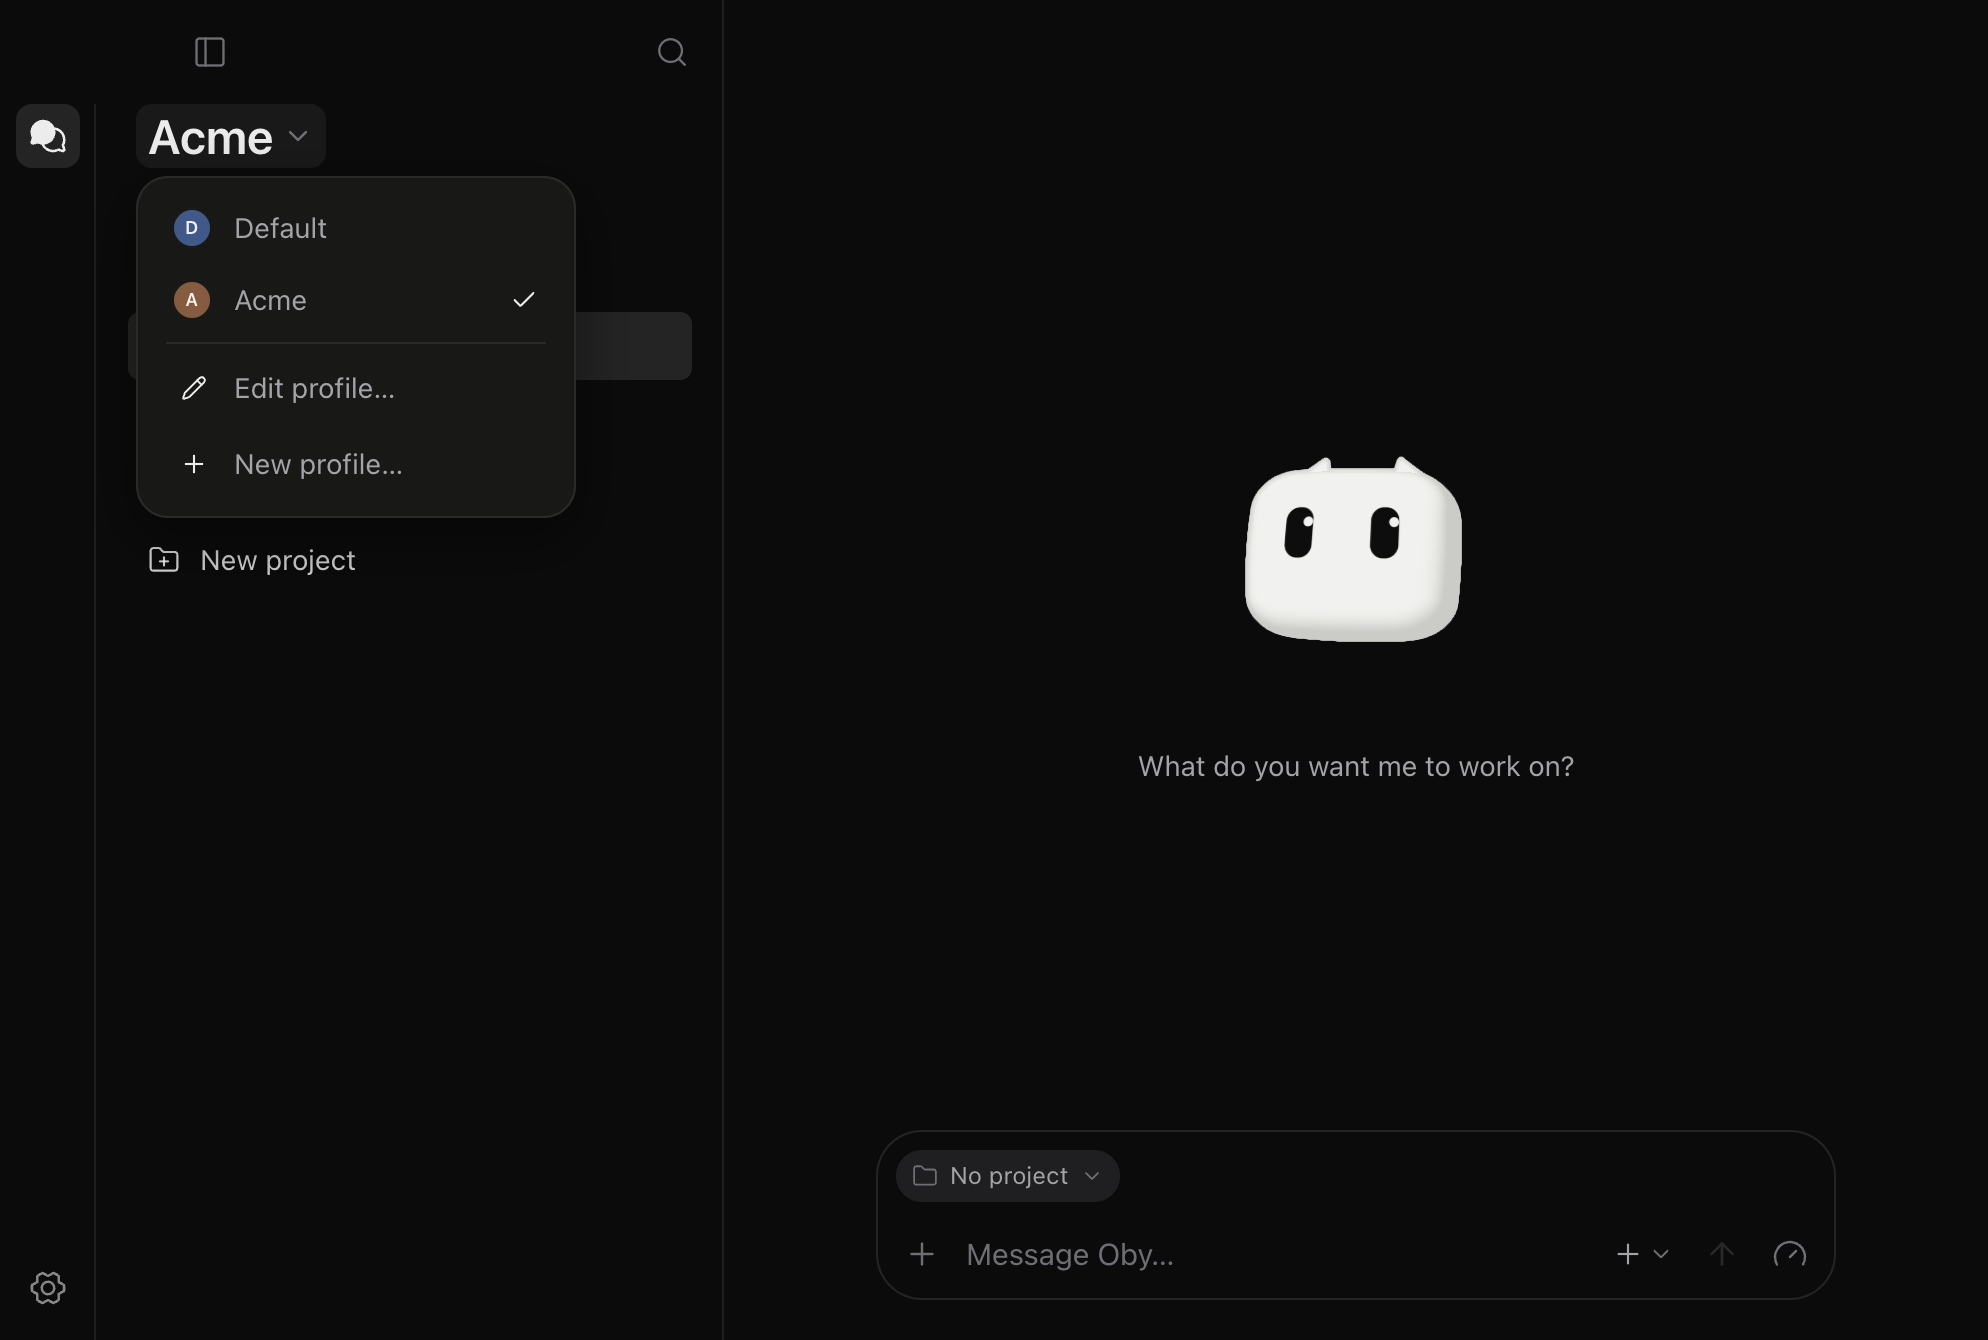 Acme
D Default
A Acme
Edit profile...
New profile...
New project
What do you want me to work on?
No project
Message Oby...